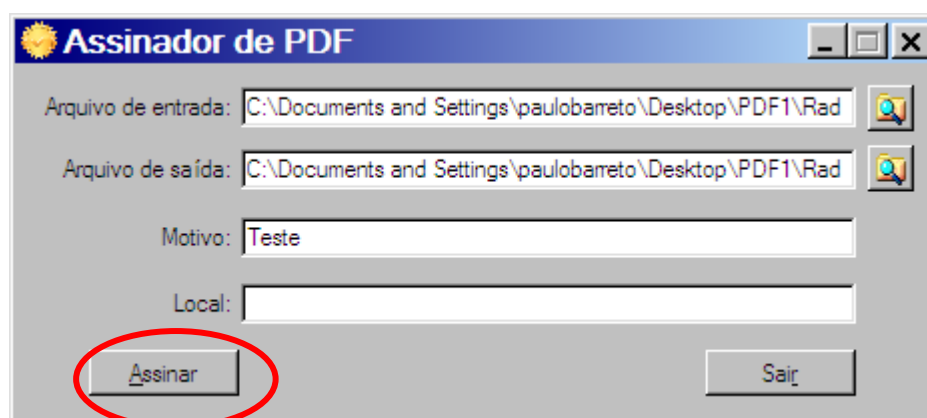 Assinador de PDF
Arquivo de entrada: C:\Documents and Settings\paulobarreto\Desktop\PDF1\Rad
Arquivo de saída: C:\Documents and Settings\paulobarreto\Desktop\PDF1\Rad
Motivo: Teste
Local:
Assinar Sair